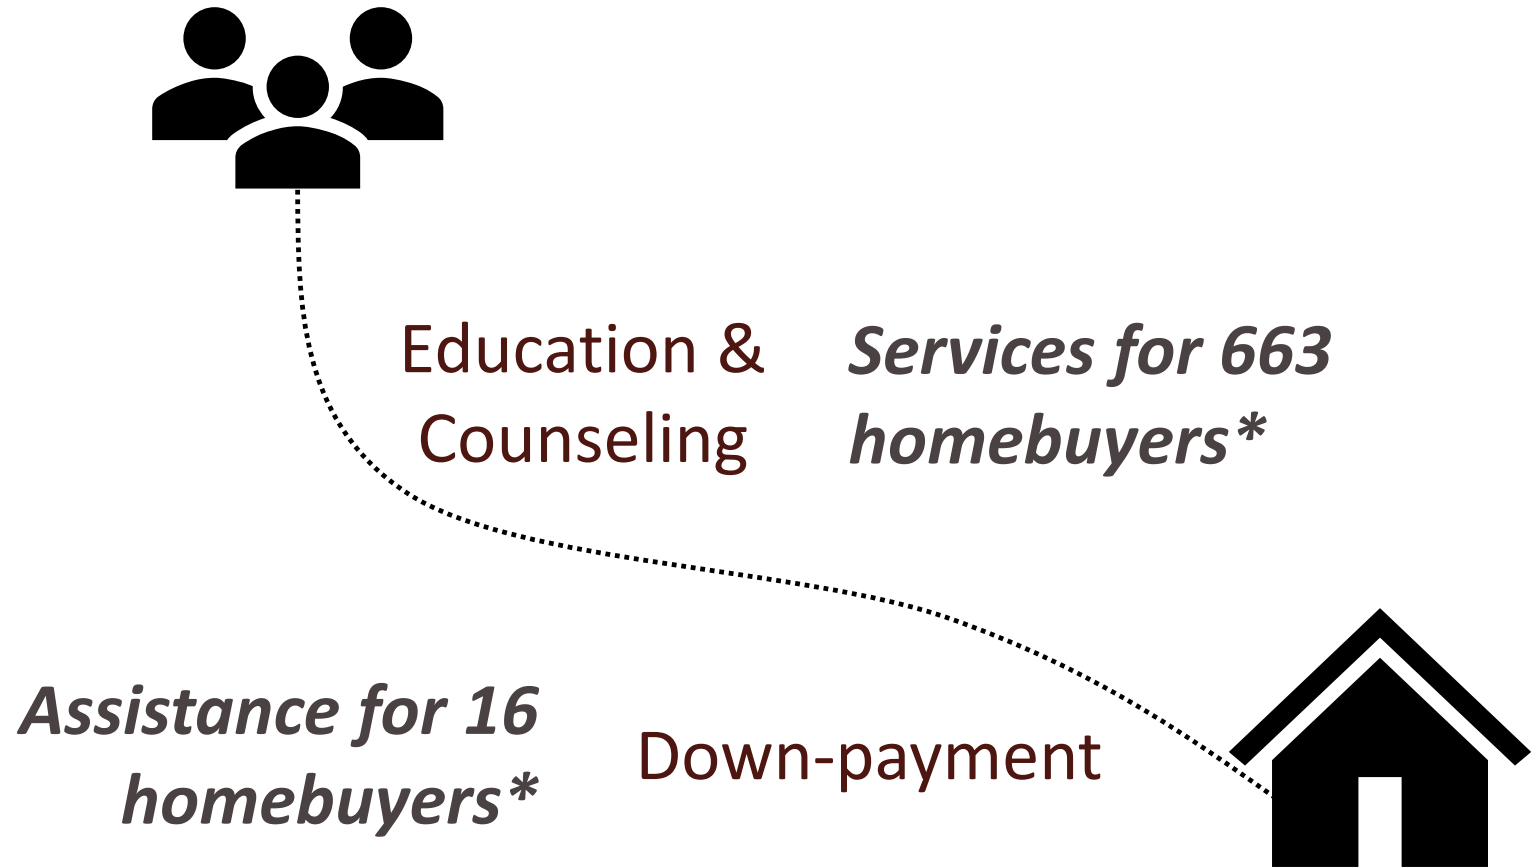 Education &
Counseling
Services for 663
homebuyers*
Assistance for 16
homebuyers*
Down-payment